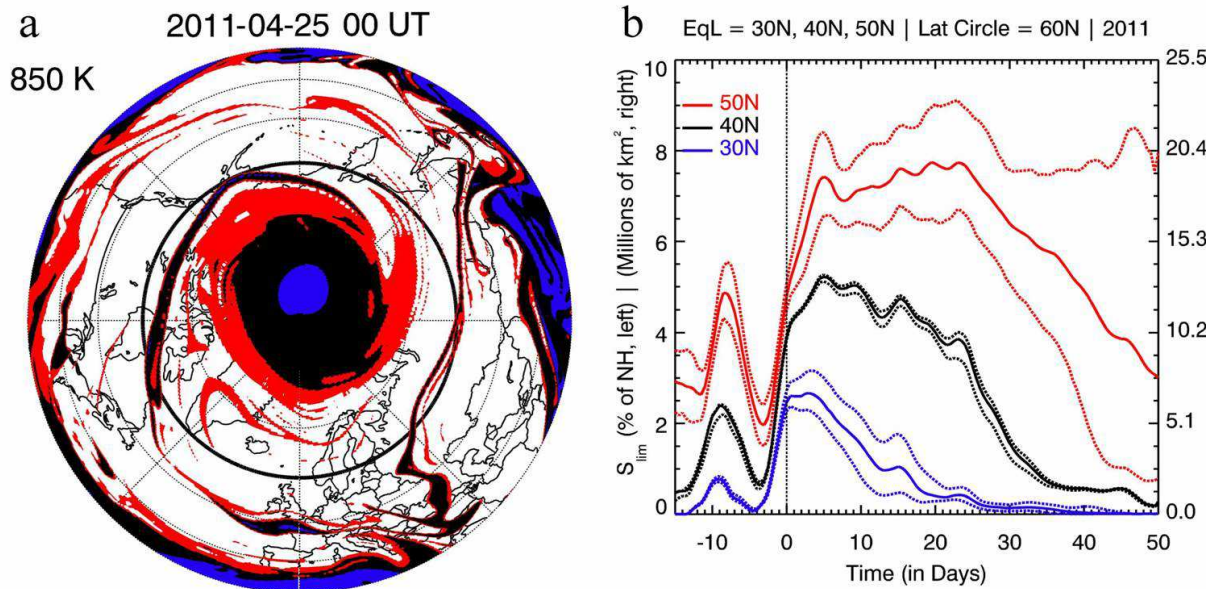 a
2011-04-25 00 UT
850 K
b
EqL = 30N, 40N, 50N | Lat Circle = 60N | 2011
S_lim (% of NH, left) | (Millions of km², right)
10
8
6
4
2
0
50N
40N
30N
25.5
20.4
15.3
10.2
5.1
0.0
-10 0 10 20 30 40 50
Time (in Days)